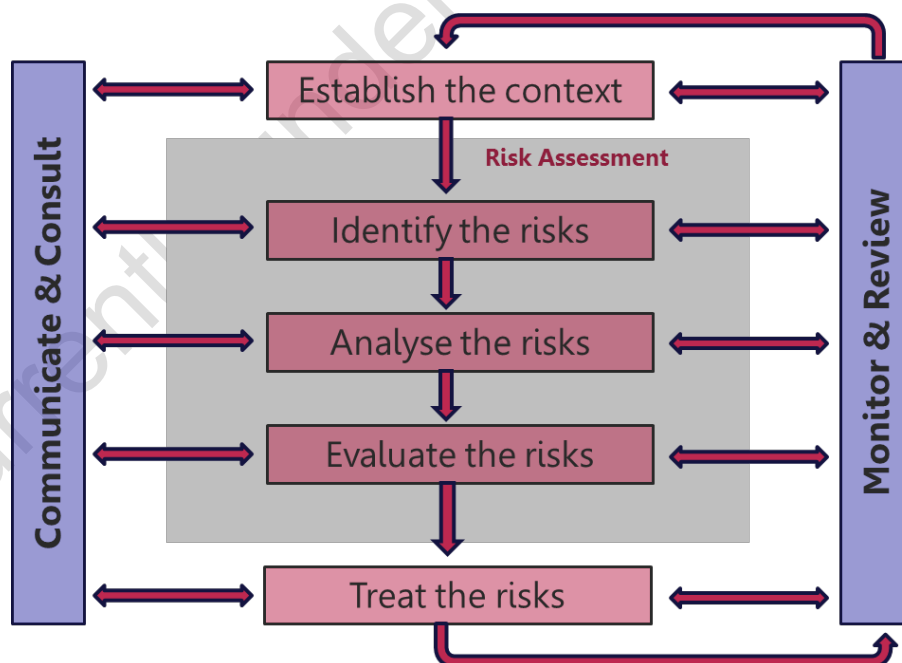 Establish the context
Risk Assessment
Identify the risks
Analyse the risks
Evaluate the risks
Treat the risks
Communicate & Consult
Monitor & Review